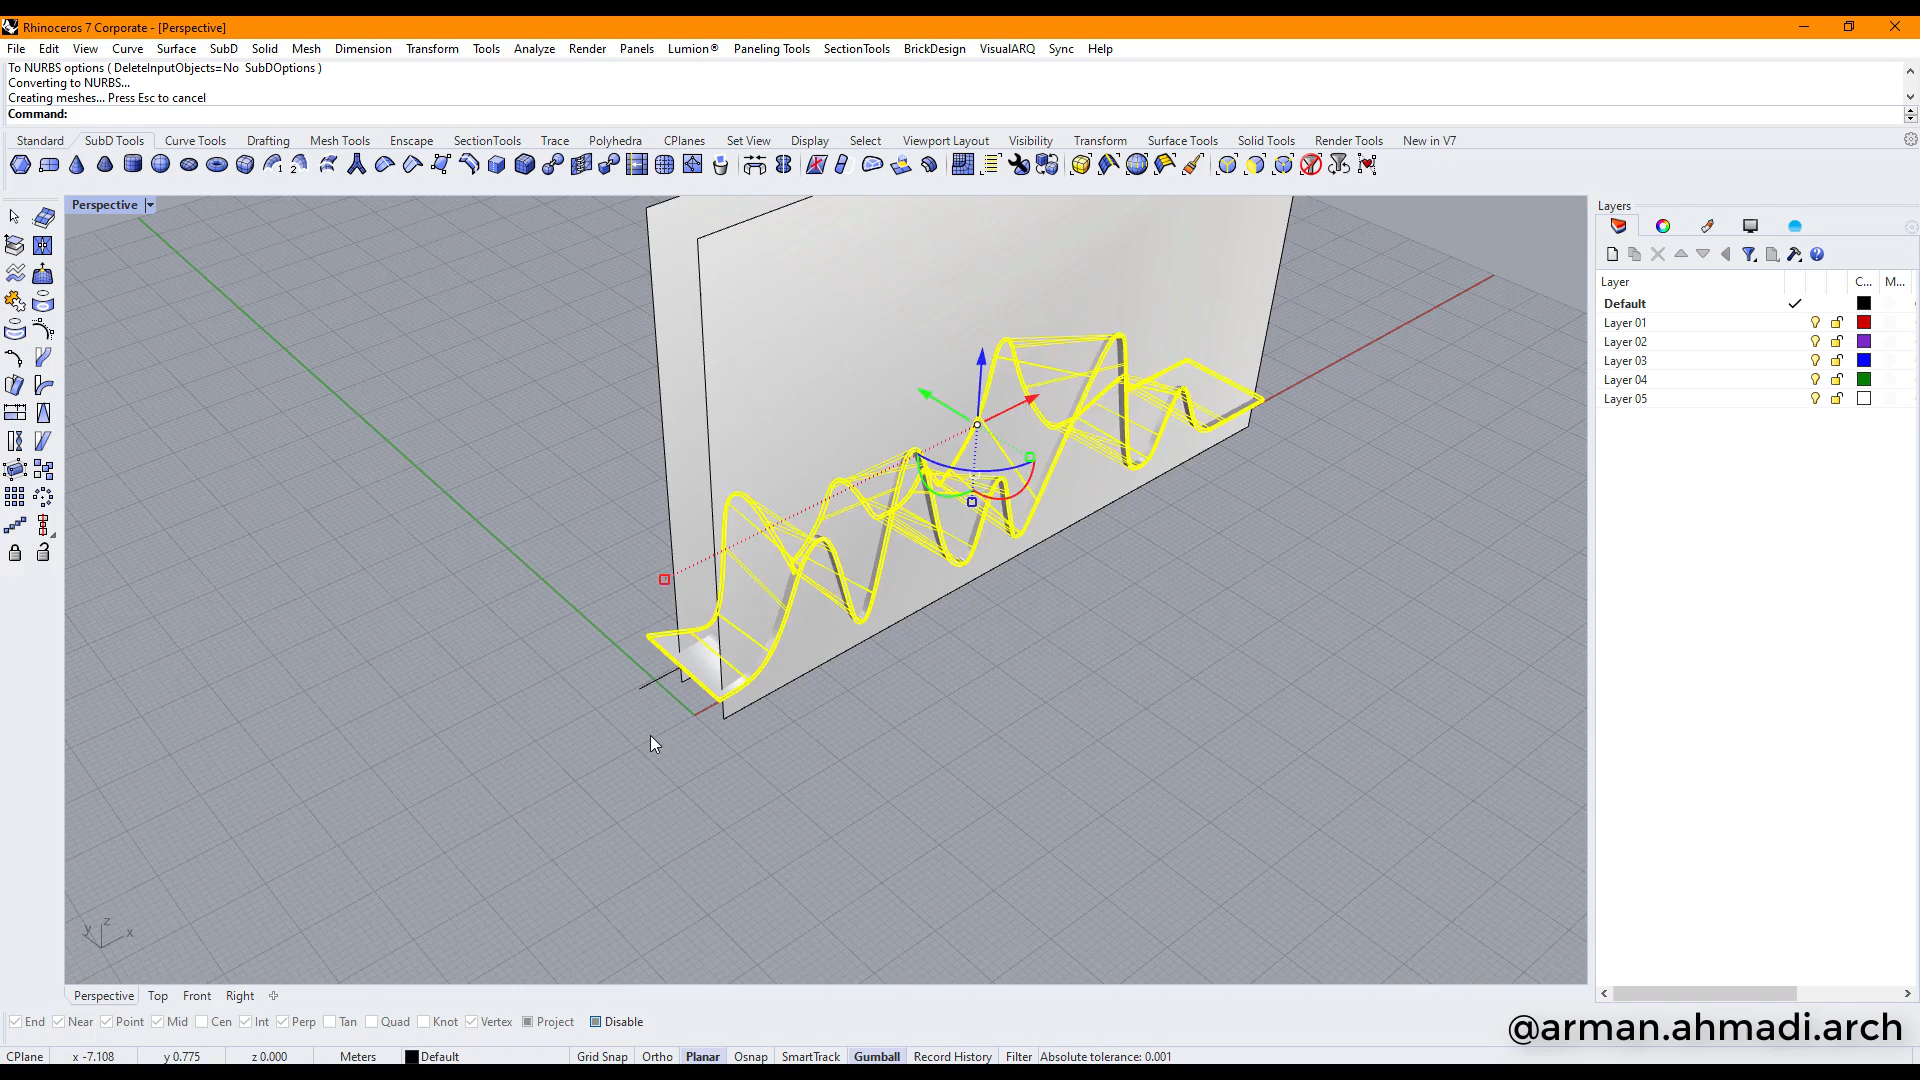 Rhinoceros 7 Corporate - [Perspective]
File Edit View Curve Surface SubD Solid Mesh Dimension Transform Tools Analyze Render Panels Lumion® Paneling Tools SectionTools BrickDesign VisualARQ Sync Help
To NURBS options ( DeleteInputObjects=No SubDOptions )
Converting to NURBS...
Creating meshes... Press Esc to cancel
Command:
Standard SubD Tools Curve Tools Drafting Mesh Tools Enscape SectionTools Trace Polyhedra CPlanes Set View Display Select Viewport Layout Visibility Transform Surface Tools Solid Tools Render Tools New in V7
Perspective
Layers
Layer C... M...
Default
Layer 01
Layer 02
Layer 03
Layer 04
Layer 05
z
y x
Perspective Top Front Right
End Near Point Mid Cen Int Perp Tan Quad Knot Vertex Project Disable
@arman.ahmadi.arch
CPlane x -7.108 y 0.775 z 0.000 Meters Default Grid Snap Ortho Planar Osnap SmartTrack Gumball Record History Filter Absolute tolerance: 0.001